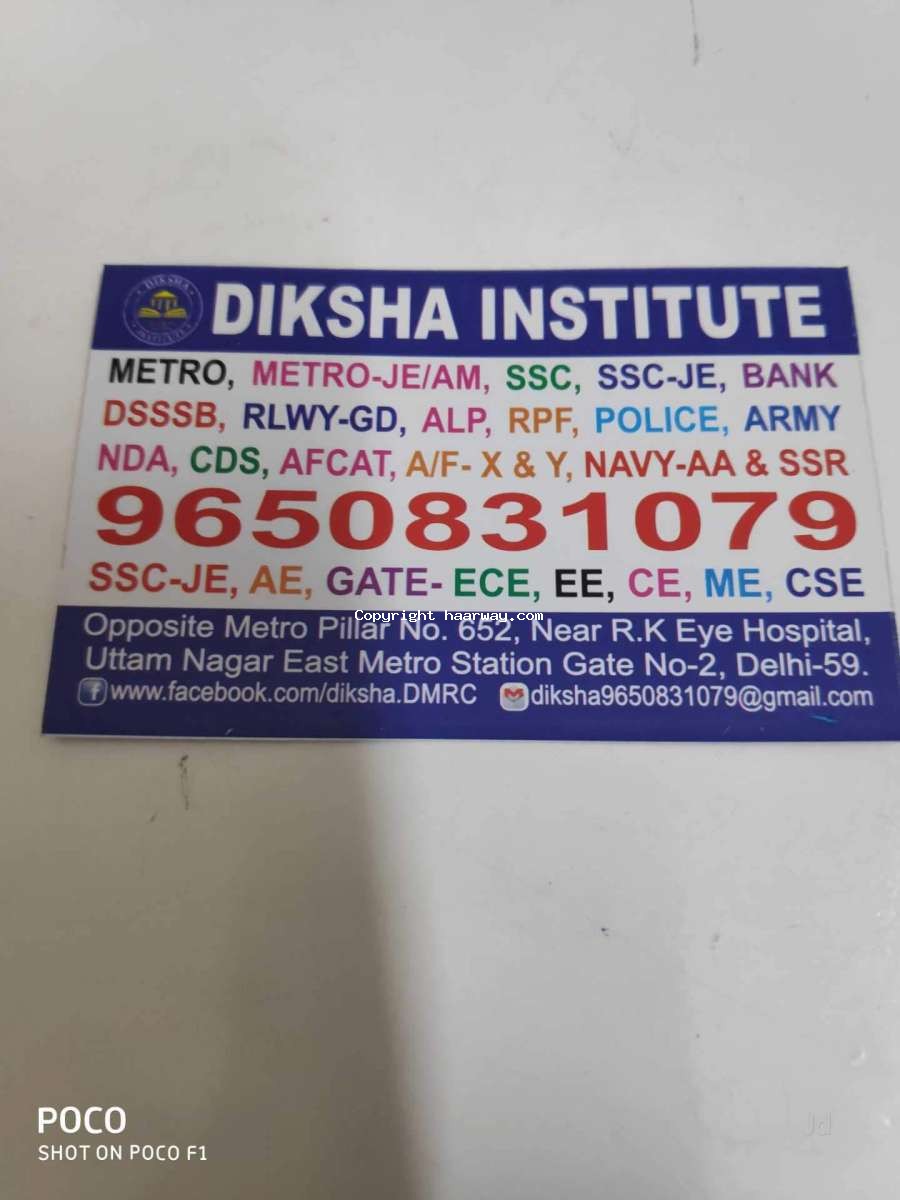 DIKSHA
DIKSHA INSTITUTE
METRO, METRO-JE/AM, SSC, SSC-JE, BANK
DSSSB, RLWY-GD, ALP, RPF, POLICE, ARMY
NDA, CDS, AFCAT, A/F- X & Y, NAVY-AA & SSR
9650831079
SSC-JE, AE, GATE- ECE, EE, CE, ME, CSE
Copyright haarway.com
Opposite Metro Pillar No. 652, Near R.K Eye Hospital,
Uttam Nagar East Metro Station Gate No-2, Delhi-59.
f www.facebook.com/diksha.DMRC diksha9650831079@gmail.com
POCO
SHOT ON POCO F1
Jd